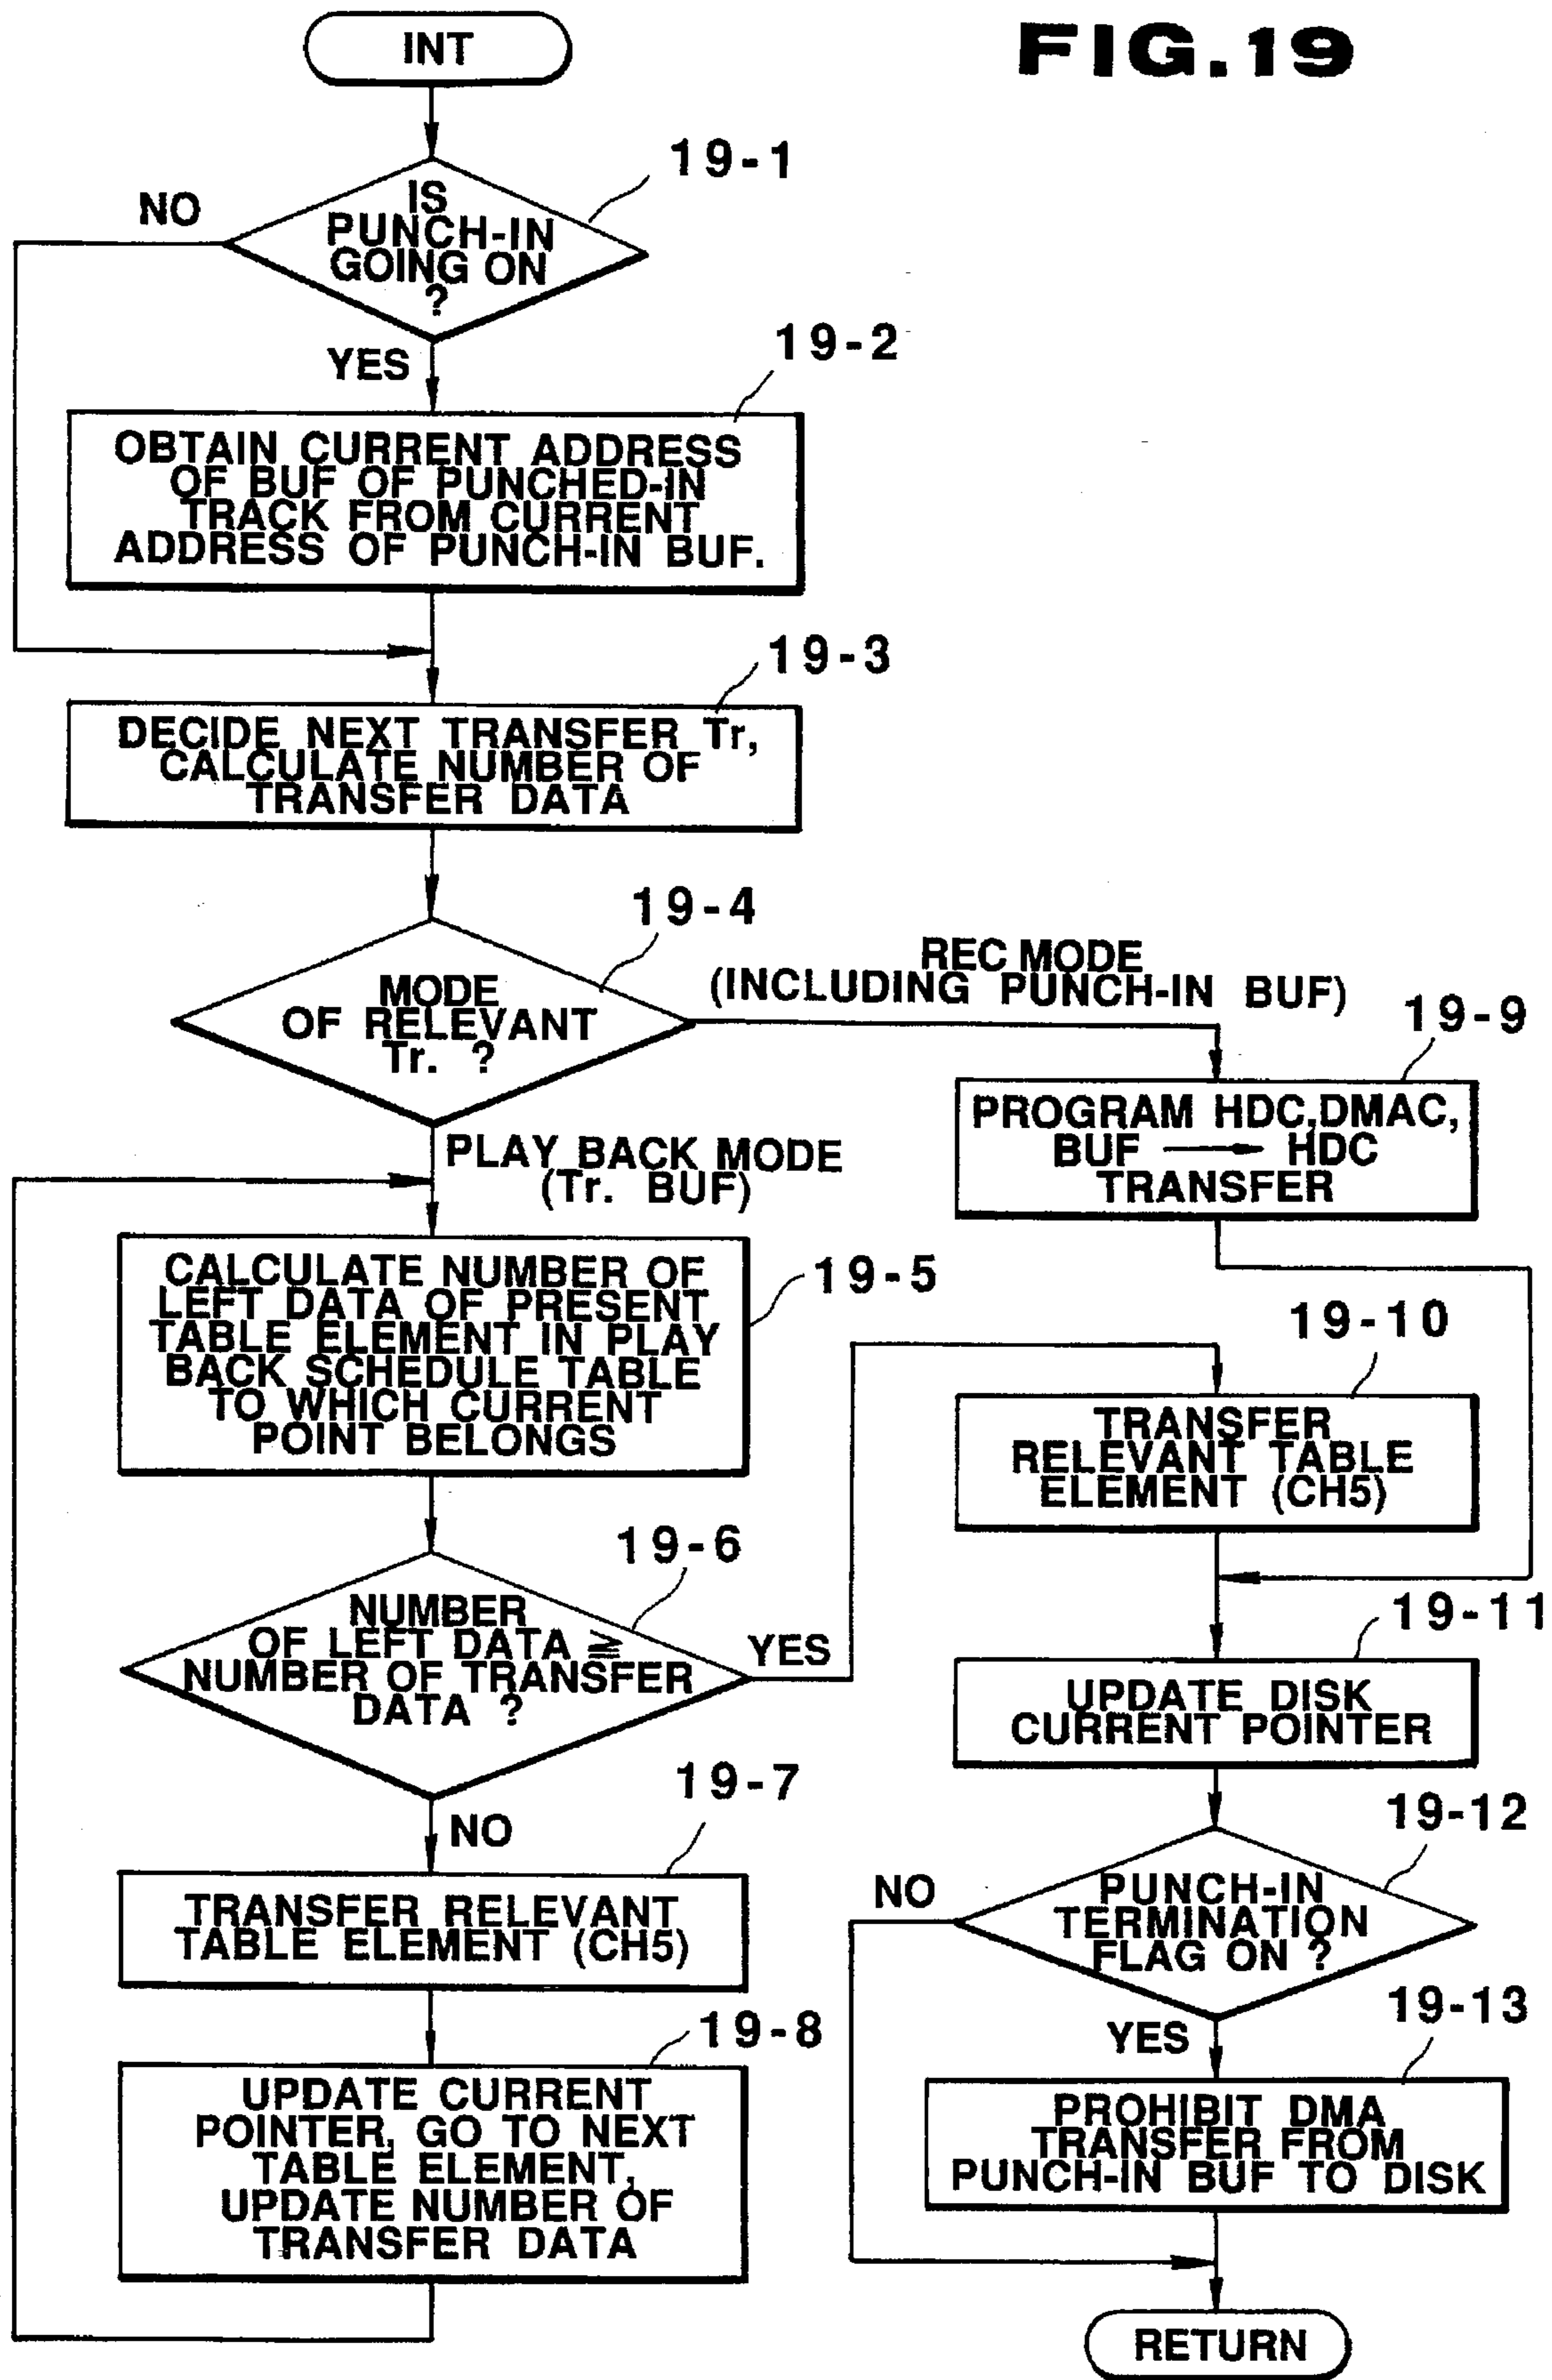 FIG.19
INT
19-1
NO
IS
PUNCH-IN
GOING ON
?
YES
19-2
OBTAIN CURRENT ADDRESS
OF BUF OF PUNCHED-IN
TRACK FROM CURRENT
ADDRESS OF PUNCH-IN BUF.
19-3
DECIDE NEXT TRANSFER Tr,
CALCULATE NUMBER OF
TRANSFER DATA
19-4
MODE
OF RELEVANT
Tr. ?
REC MODE
(INCLUDING PUNCH-IN BUF)
PLAY BACK MODE
(Tr. BUF)
19-5
CALCULATE NUMBER OF
LEFT DATA OF PRESENT
TABLE ELEMENT IN PLAY
BACK SCHEDULE TABLE
TO WHICH CURRENT
POINT BELONGS
19-6
NUMBER
OF LEFT DATA ≧
NUMBER OF TRANSFER
DATA ?
YES
NO
19-7
TRANSFER RELEVANT
TABLE ELEMENT (CH5)
19-8
UPDATE CURRENT
POINTER, GO TO NEXT
TABLE ELEMENT,
UPDATE NUMBER OF
TRANSFER DATA
19-9
PROGRAM HDC,DMAC,
BUF → HDC
TRANSFER
19-10
TRANSFER
RELEVANT TABLE
ELEMENT (CH5)
19-11
UPDATE DISK
CURRENT POINTER
19-12
NO
PUNCH-IN
TERMINATION
FLAG ON ?
YES
19-13
PROHIBIT DMA
TRANSFER FROM
PUNCH-IN BUF TO DISK
RETURN